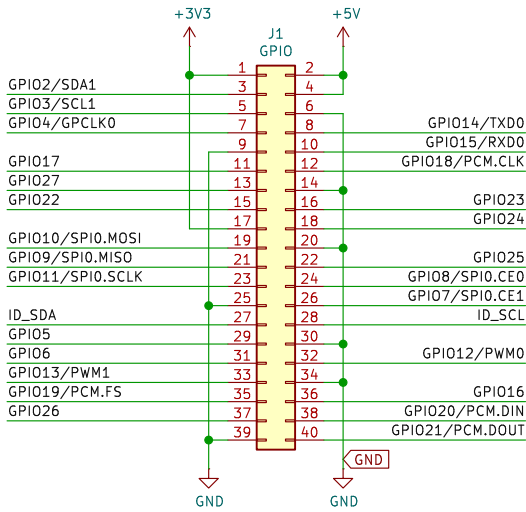 +3V3 +5V
J1
GPIO
1 2
GPIO2/SDA1 3 4
GPIO3/SCL1 5 6
GPIO4/GPCLK0 7 8 GPIO14/TXD0
9 10 GPIO15/RXD0
GPIO17 11 12 GPIO18/PCM.CLK
GPIO27 13 14
GPIO22 15 16 GPIO23
17 18 GPIO24
GPIO10/SPI0.MOSI 19 20
GPIO9/SPI0.MISO 21 22 GPIO25
GPIO11/SPI0.SCLK 23 24 GPIO8/SPI0.CE0
25 26 GPIO7/SPI0.CE1
ID_SDA 27 28 ID_SCL
GPIO5 29 30
GPIO6 31 32 GPIO12/PWM0
GPIO13/PWM1 33 34
GPIO19/PCM.FS 35 36 GPIO16
GPIO26 37 38 GPIO20/PCM.DIN
39 40 GPIO21/PCM.DOUT
GND
GND GND